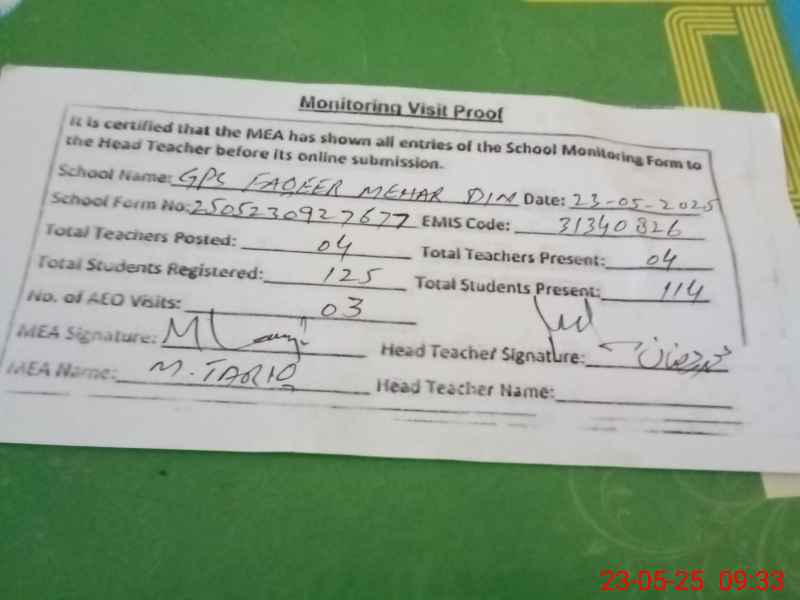 Monitoring Visit Proof
It is certified that the MEA has shown all entries of the School Monitoring Form to
the Head Teacher before its online submission.
School Name: GPS FAQEER MEHAR DIN Date: 23-05-2025
School Form No: 2505230927677 EMIS Code: 31340826
Total Teachers Posted: 04 Total Teachers Present: 04
Total Students Registered: 125 Total Students Present: 114
No. of AEO Visits: 03
MEA Signature: Head Teacher Signature:
MEA Name: M. TARIQ Head Teacher Name:
23-05-25 09:33